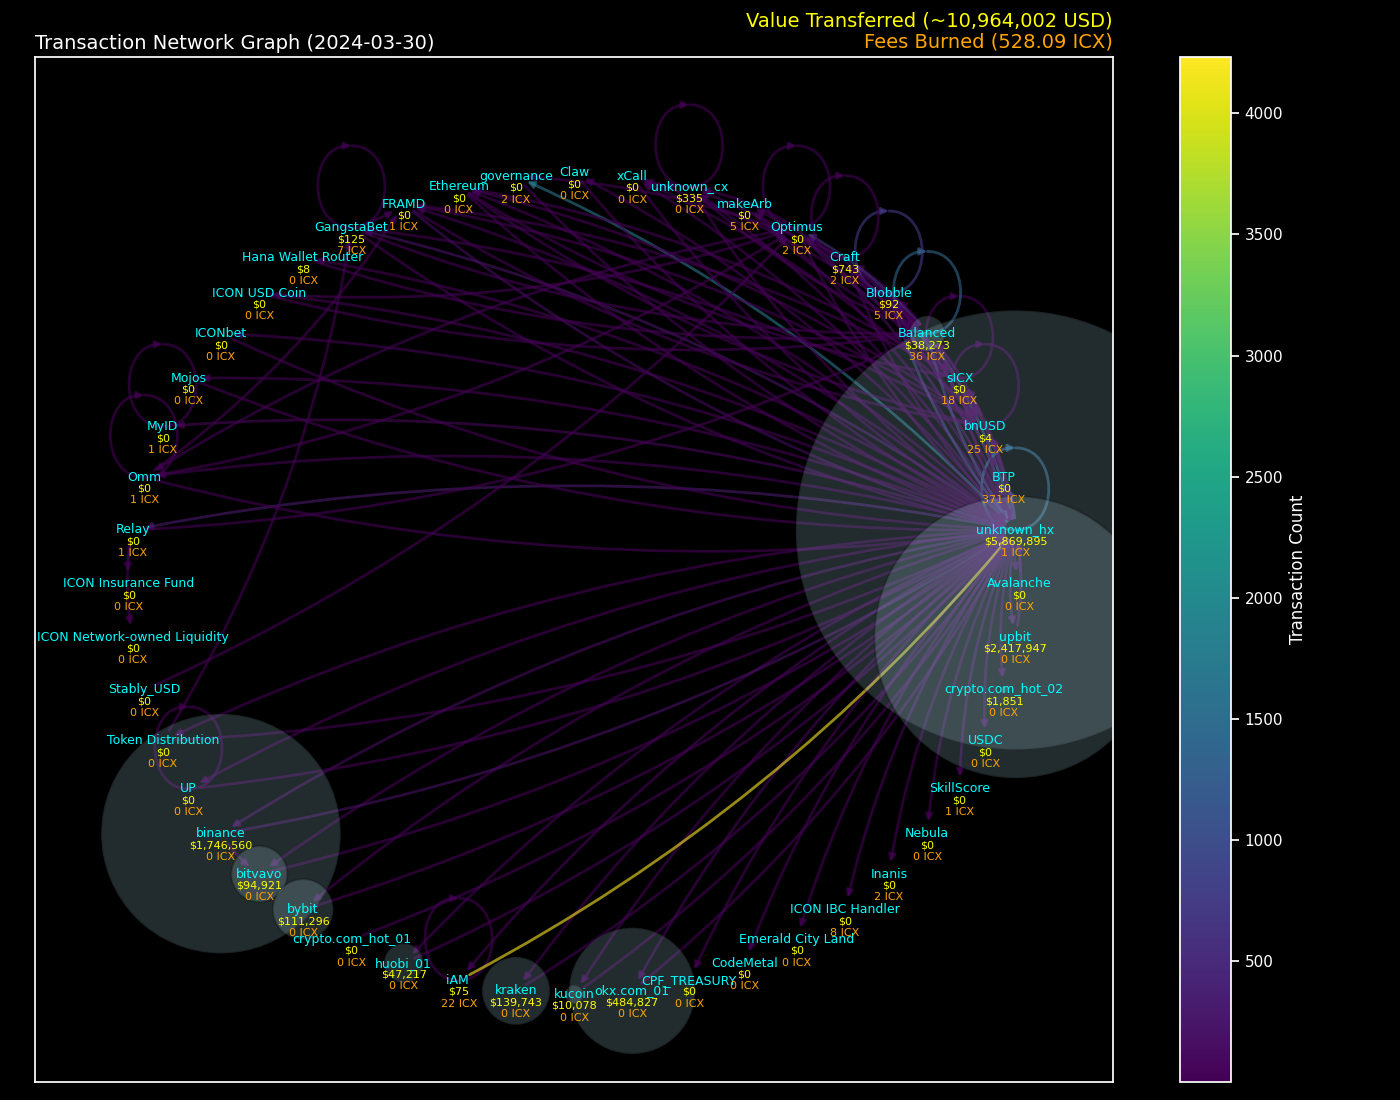 Value Transferred (~10,964,002 USD)
Transaction Network Graph (2024-03-30)
Fees Burned (528.09 ICX)
Claw
$0
0 ICX
governance
$0
2 ICX
xCall
$0
0 ICX
Ethereum
$0
0 ICX
unknown_cx
$335
0 ICX
FRAMD
$0
1 ICX
makeArb
$0
5 ICX
GangstaBet
$125
7 ICX
Optimus
$0
2 ICX
Hana Wallet Router
$8
0 ICX
Craft
$743
2 ICX
ICON USD Coin
$0
0 ICX
Blobble
$92
5 ICX
ICONbet
$0
0 ICX
Balanced
$38,273
36 ICX
Mojos
$0
0 ICX
sICX
$0
18 ICX
MyID
$0
1 ICX
bnUSD
$4
25 ICX
Omm
$0
1 ICX
BTP
$0
371 ICX
Relay
$0
1 ICX
unknown_hx
$5,869,895
1 ICX
ICON Insurance Fund
$0
0 ICX
Avalanche
$0
0 ICX
ICON Network-owned Liquidity
$0
0 ICX
upbit
$2,417,947
0 ICX
Stably_USD
$0
0 ICX
crypto.com_hot_02
$1,851
0 ICX
Token Distribution
$0
0 ICX
USDC
$0
0 ICX
UP
$0
0 ICX
SkillScore
$0
1 ICX
binance
$1,746,560
0 ICX
Nebula
$0
0 ICX
bitvavo
$94,921
0 ICX
Inanis
$0
2 ICX
bybit
$111,296
0 ICX
ICON IBC Handler
$0
8 ICX
crypto.com_hot_01
$0
0 ICX
Emerald City Land
$0
0 ICX
huobi_01
$47,217
0 ICX
CodeMetal
$0
0 ICX
iAM
$75
22 ICX
CPF_TREASURY
$0
0 ICX
kraken
$139,743
0 ICX
kucoin
$10,078
0 ICX
okx.com_01
$484,827
0 ICX
4000
3500
3000
2500
2000
1500
1000
500
Transaction Count